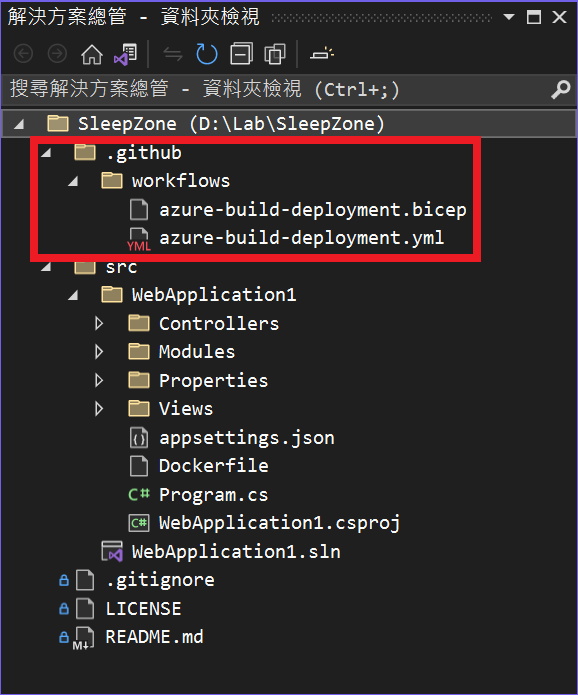 解決方案總管 - 資料夾檢視
搜尋解決方案總管 - 資料夾檢視 (Ctrl+;)
SleepZone (D:\Lab\SleepZone)
.github
workflows
azure-build-deployment.bicep
YML azure-build-deployment.yml
src
WebApplication1
Controllers
Modules
Properties
Views
appsettings.json
Dockerfile
C# Program.cs
C# WebApplication1.csproj
WebApplication1.sln
.gitignore
LICENSE
M↓ README.md